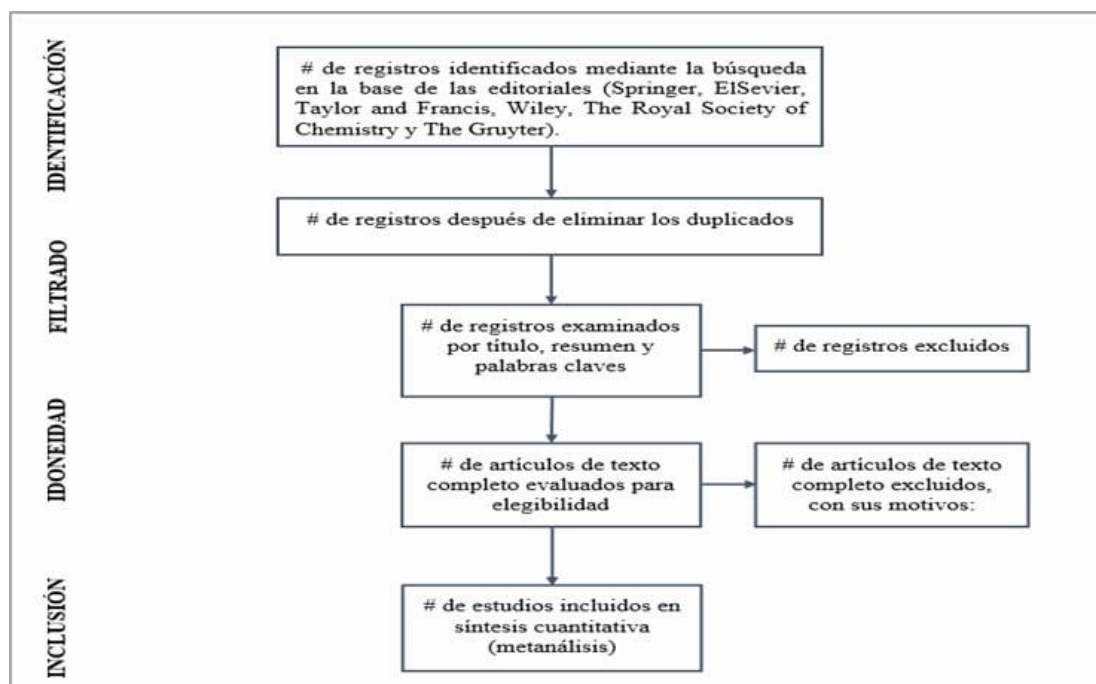 IDENTIFICACIÓN
# de registros identificados mediante la búsqueda
en la base de las editoriales (Springer, ElSevier,
Taylor and Francis, Wiley, The Royal Society of
Chemistry y The Gruyter).
# de registros después de eliminar los duplicados
FILTRADO
# de registros examinados
por título, resumen y
palabras claves
# de registros excluidos
IDONEIDAD
# de artículos de texto
completo evaluados para
elegibilidad
# de artículos de texto
completo excluidos,
con sus motivos:
INCLUSIÓN
# de estudios incluidos en
síntesis cuantitativa
(metanálisis)